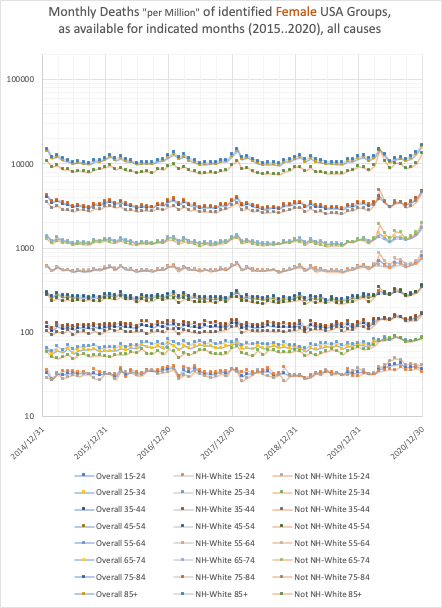 Monthly Deaths "per Million" of identified Female USA Groups,
as available for indicated months (2015..2020), all causes
100000
10000
1000
100
10
2014/12/31
2015/12/31
2016/12/30
2017/12/30
2018/12/31
2019/12/31
2020/12/30
Overall 15-24 NH-White 15-24 Not NH-White 15-24
Overall 25-34 NH-White 25-34 Not NH-White 25-34
Overall 35-44 NH-White 35-44 Not NH-White 35-44
Overall 45-54 NH-White 45-54 Not NH-White 45-54
Overall 55-64 NH-White 55-64 Not NH-White 55-64
Overall 65-74 NH-White 65-74 Not NH-White 65-74
Overall 75-84 NH-White 75-84 Not NH-White 75-84
Overall 85+ NH-White 85+ Not NH-White 85+